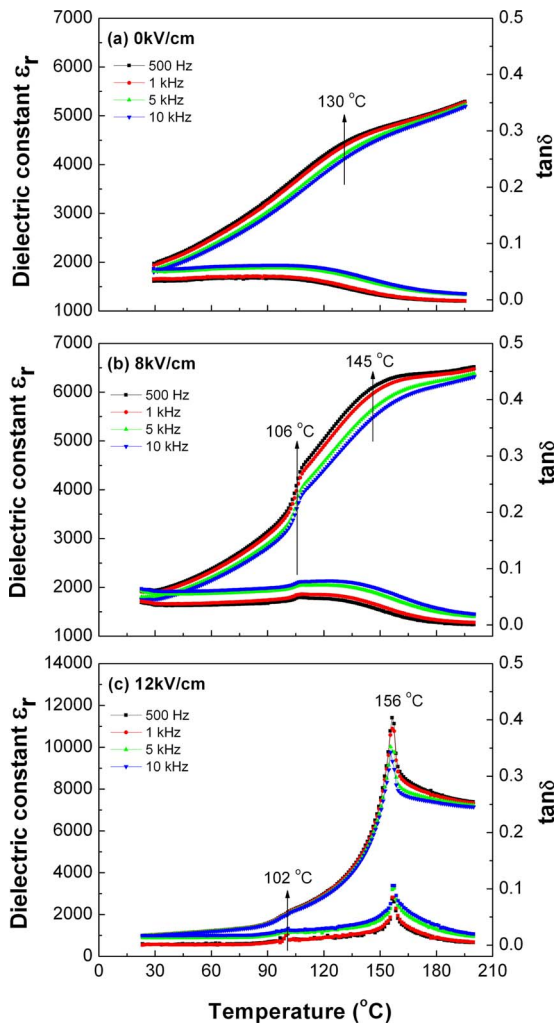 (a) 0kV/cm
500 Hz
1 kHz
5 kHz
10 kHz
130 °C
Dielectric constant εr
tanδ
7000
6000
5000
4000
3000
2000
1000
0.5
0.4
0.3
0.2
0.1
0.0
(b) 8kV/cm
500 Hz
1 kHz
5 kHz
10 kHz
106 °C
145 °C
Dielectric constant εr
tanδ
7000
6000
5000
4000
3000
2000
1000
0.5
0.4
0.3
0.2
0.1
0.0
(c) 12kV/cm
500 Hz
1 kHz
5 kHz
10 kHz
102 °C
156 °C
Dielectric constant εr
tanδ
14000
12000
10000
8000
6000
4000
2000
0
0.5
0.4
0.3
0.2
0.1
0.0
0 30 60 90 120 150 180 210
Temperature (°C)